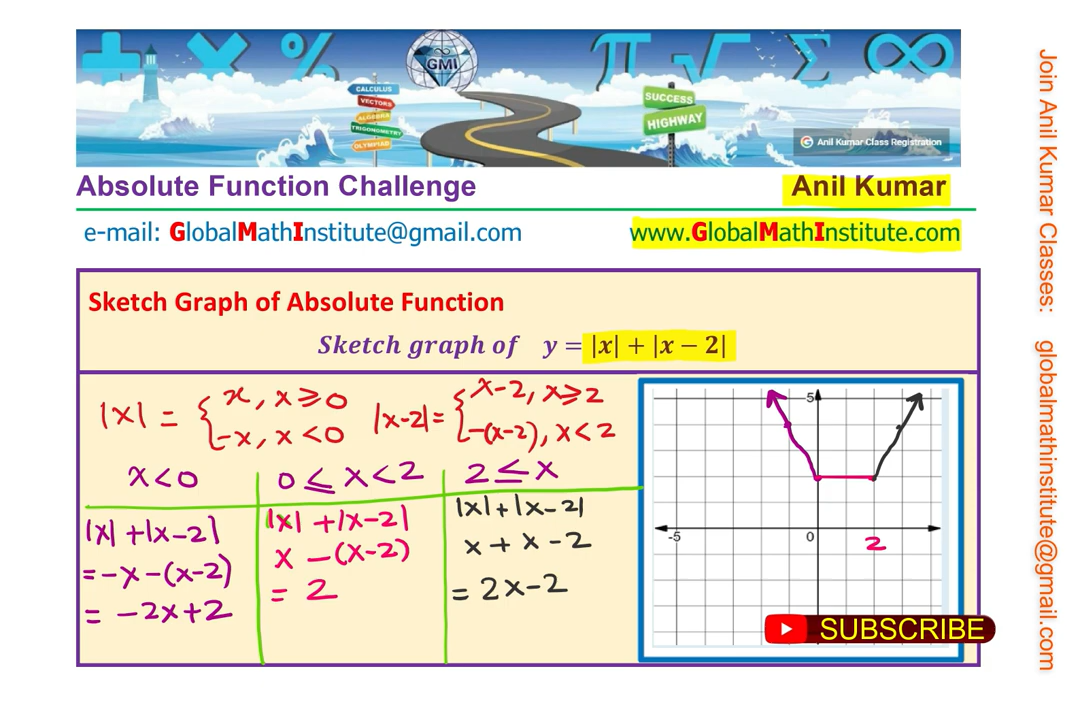 GMI
CALCULUS
VECTORS
ALGEBRA
TRIGONOMETRY
OLYMPIAD
SUCCESS
HIGHWAY
Anil Kumar Class Registration
Absolute Function Challenge Anil Kumar
e-mail: GlobalMathInstitute@gmail.com www.GlobalMathInstitute.com
Sketch Graph of Absolute Function
Sketch graph of y = |x| + |x − 2|
|x| = { x, x ≥ 0 |x-2| = { x-2, x ≥ 2
-x, x < 0 -(x-2), x < 2
x < 0 0 ≤ x < 2 2 ≤ x
|x| + |x-2| |x| + |x-2| |x| + |x-2|
= -x-(x-2) x -(x-2) x + x - 2
= -2x+2 = 2 = 2x-2
5
-5 0 2
SUBSCRIBE
Join Anil Kumar Classes: globalmathinstitute@gmail.com